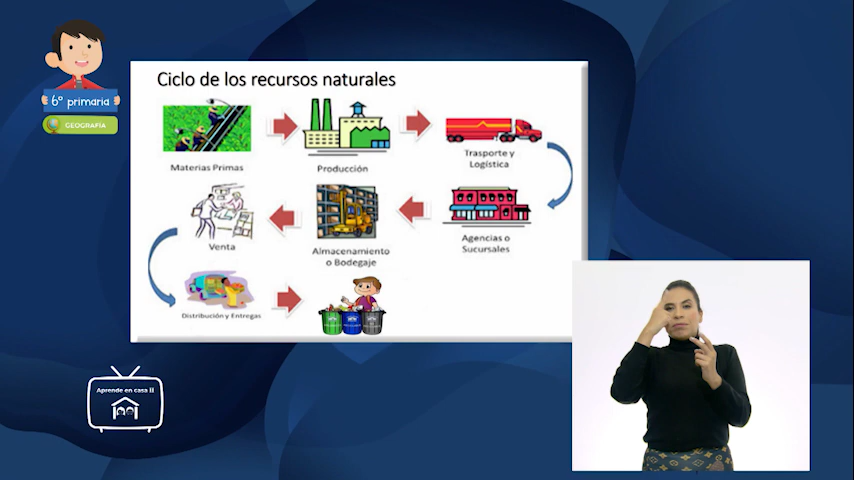 6° primaria
GEOGRAFÍA
Ciclo de los recursos naturales
Materias Primas
Producción
Trasporte y
Logística
Agencias o
Sucursales
Almacenamiento
o Bodegaje
Venta
Distribución y Entregas
Aprende en casa II